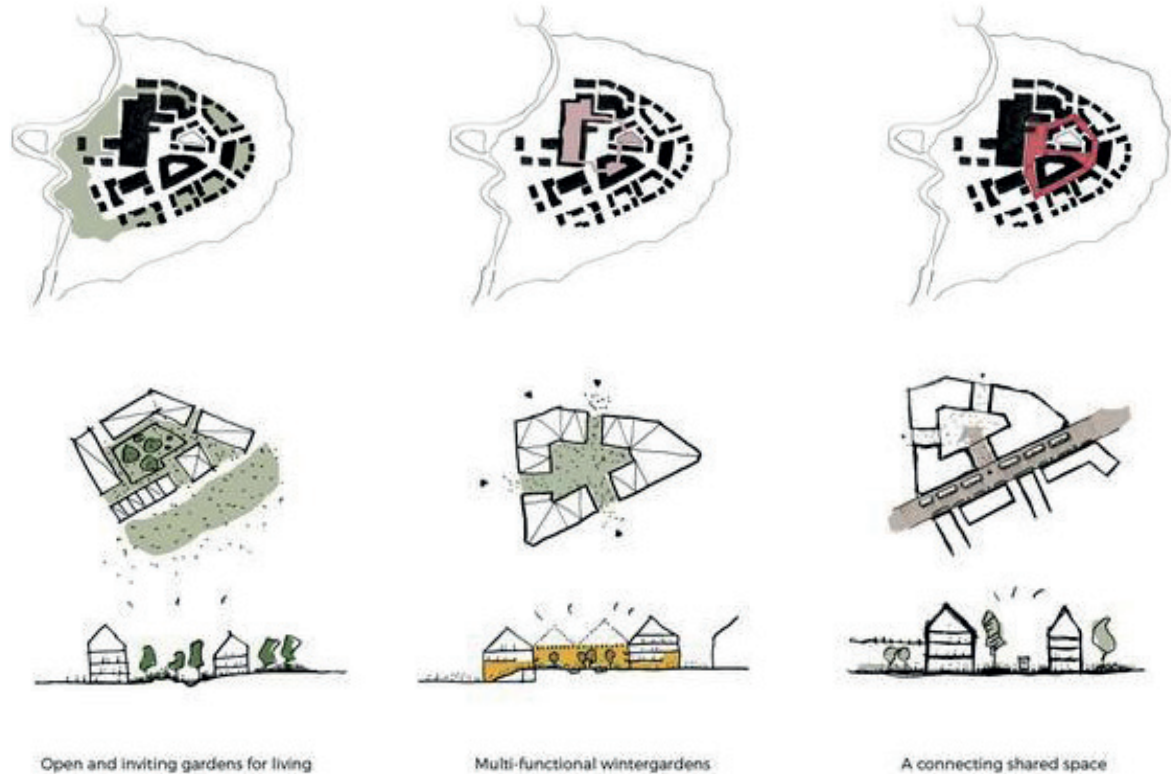 Open and inviting gardens for living
Multi-functional wintergardens
A connecting shared space